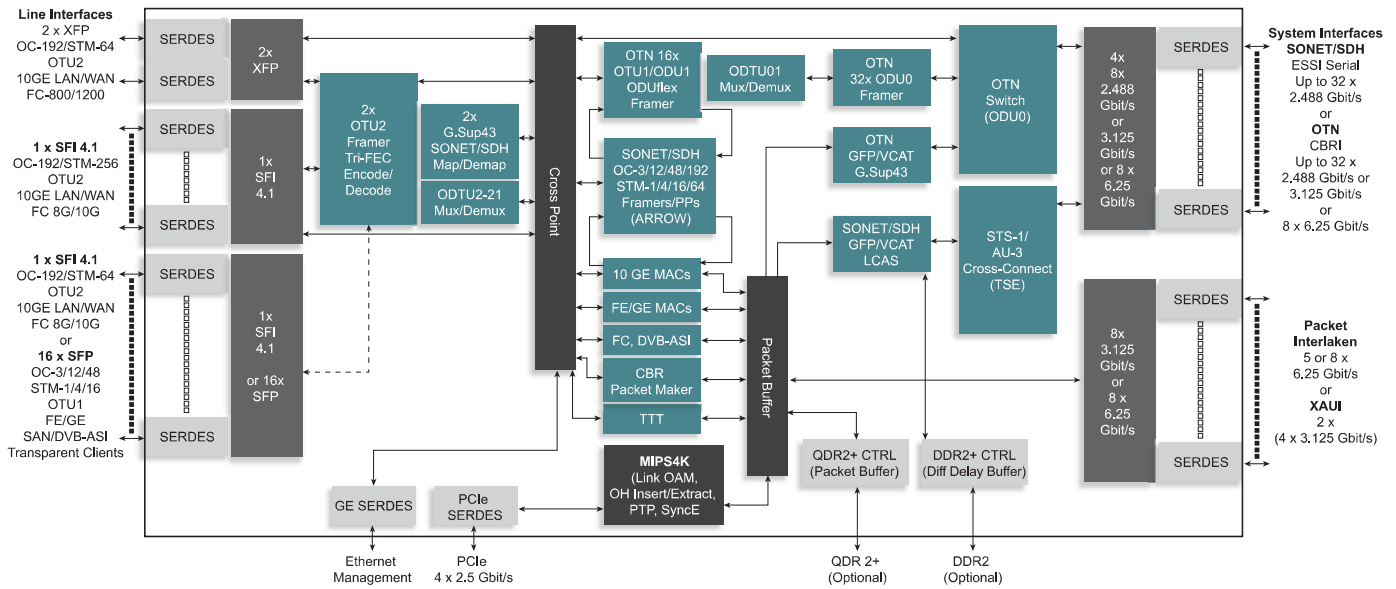 Line Interfaces
2 x XFP
OC-192/STM-64
OTU2
10GE LAN/WAN
FC-800/1200
1 x SFI 4.1
OC-192/STM-256
OTU2
10GE LAN/WAN
FC 8G/10G
1 x SFI 4.1
OC-192/STM-64
OTU2
10GE LAN/WAN
FC 8G/10G
or
16 x SFP
OC-3/12/48
STM-1/4/16
OTU1
FE/GE
SAN/DVB-ASI
Transparent Clients
SERDES
SERDES
SERDES
SERDES
SERDES
SERDES
2x
XFP
1x
SFI
4.1
1x
SFI
4.1
or 16x
SFP
2x
OTU2
Framer
Tri-FEC
Encode/
Decode
2x
G.Sup43
SONET/SDH
Map/Demap
ODTU2-21
Mux/Demux
Cross Point
OTN 16x
OTU1/ODU1
ODUflex
Framer
SONET/SDH
OC-3/12/48/192
STM-1/4/16/64
Framers/PPs
(ARROW)
10 GE MACs
FE/GE MACs
FC, DVB-ASI
CBR
Packet Maker
TTT
MIPS4K
(Link OAM,
OH Insert/Extract,
PTP, SyncE
ODTU01
Mux/Demux
Packet Buffer
OTN
32x ODU0
Framer
OTN
GFP/VCAT
G.Sup43
SONET/SDH
GFP/VCAT
LCAS
OTN
Switch
(ODU0)
STS-1/
AU-3
Cross-Connect
(TSE)
QDR2+ CTRL
(Packet Buffer)
DDR2+ CTRL
(Diff Delay Buffer)
4x
8x
2.488
Gbit/s
or
3.125
Gbit/s
or 8 x
6.25
Gbit/s
8x
3.125
Gbit/s
or
8 x
6.25
Gbit/s
SERDES
SERDES
SERDES
SERDES
System Interfaces
SONET/SDH
ESSI Serial
Up to 32 x
2.488 Gbit/s
or
OTN
CBRI
Up to 32 x
2.488 Gbit/s or
3.125 Gbit/s
or
8 x 6.25 Gbit/s
Packet
Interlaken
5 or 8 x
6.25 Gbit/s
or
XAUI
2 x
(4 x 3.125 Gbit/s)
GE SERDES
PCIe
SERDES
Ethernet
Management
PCIe
4 x 2.5 Gbit/s
QDR 2+
(Optional)
DDR2
(Optional)